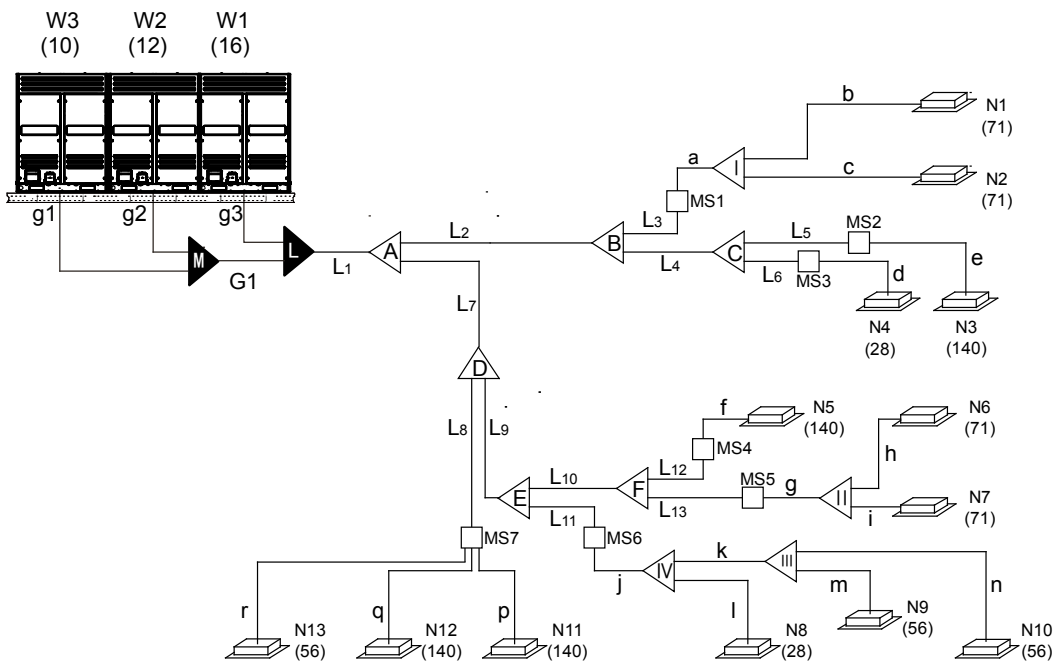 W3 W2 W1
(10) (12) (16)
g1 g2 g3
M
L
G1
L1
A
L2
B
L3
MS1
a
I
b
N1
(71)
c
N2
(71)
L4
C
L5
MS2
e
L6
MS3
d
N4
(28)
N3
(140)
L7
D
L8
L9
E
L10
F
L12
MS4
f
N5
(140)
L13
MS5
g
II
h
N6
(71)
i
N7
(71)
L11
MS6
j
IV
k
III
n
m
l
MS7
r
q
p
N13
(56)
N12
(140)
N11
(140)
N8
(28)
N9
(56)
N10
(56)